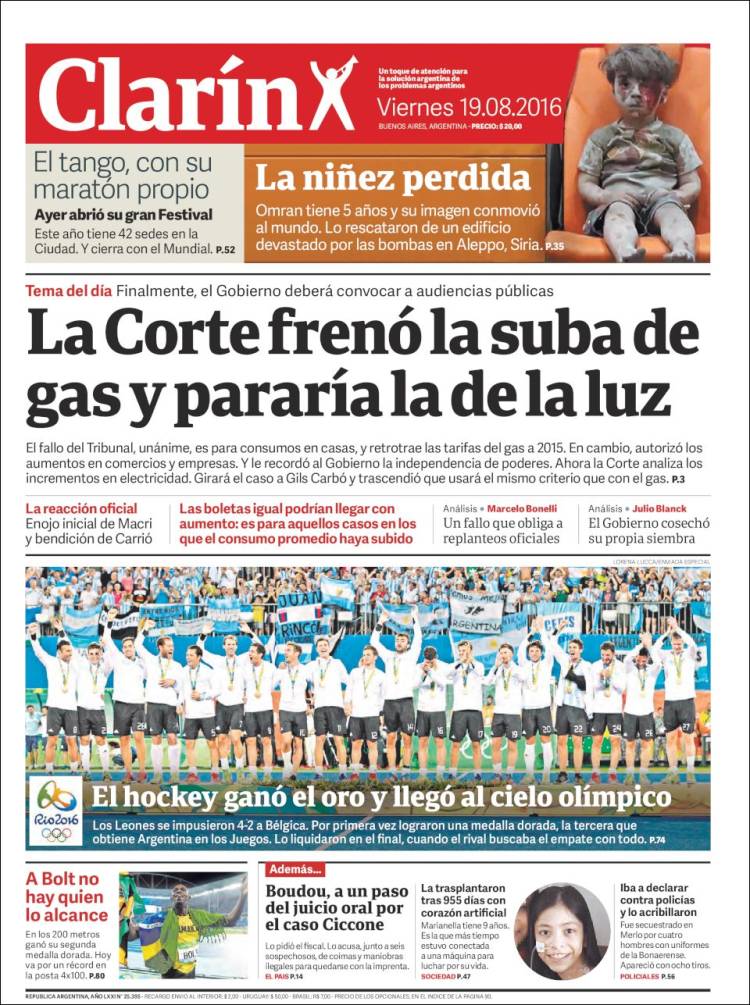 Clarín
Un toque de atención para
la solución argentina de
los problemas argentinos
Viernes 19.08.2016
BUENOS AIRES, ARGENTINA - PRECIO: $ 20,00
El tango, con su
maratón propio
Ayer abrió su gran Festival
Este año tiene 42 sedes en la
Ciudad. Y cierra con el Mundial. P.52
La niñez perdida
Omran tiene 5 años y su imagen conmovió
al mundo. Lo rescataron de un edificio
devastado por las bombas en Aleppo, Siria. P.35
Tema del día Finalmente, el Gobierno deberá convocar a audiencias públicas
La Corte frenó la suba de
gas y pararía la de la luz
El fallo del Tribunal, unánime, es para consumos en casas, y retrotrae las tarifas del gas a 2015. En cambio, autorizó los
aumentos en comercios y empresas. Y le recordó al Gobierno la independencia de poderes. Ahora la Corte analiza los
incrementos en electricidad. Girará el caso a Gils Carbó y trascendió que usará el mismo criterio que con el gas. P.3
La reacción oficial
Enojo inicial de Macri
y bendición de Carrió
Las boletas igual podrían llegar con
aumento: es para aquellos casos en los
que el consumo promedio haya subido
Análisis • Marcelo Bonelli
Un fallo que obliga a
replanteos oficiales
Análisis • Julio Blanck
El Gobierno cosechó
su propia siembra
LORENA LUCCA/ENVIADA ESPECIAL
JUAN
RINCÓN
ARGENTINA
El hockey ganó el oro y llegó al cielo olímpico
Rio2016
Los Leones se impusieron 4-2 a Bélgica. Por primera vez lograron una medalla dorada, la tercera que
obtiene Argentina en los Juegos. Lo liquidaron en el final, cuando el rival buscaba el empate con todo. P.74
A Bolt no
hay quien
lo alcance
En los 200 metros
ganó su segunda
medalla dorada. Hoy
va por un récord en
la posta 4x100. P.80
Además...
Boudou, a un paso
del juicio oral por
el caso Ciccone
Lo pidió el fiscal. Lo acusa, junto a seis
sospechosos, de coimas y maniobras
ilegales para quedarse con la imprenta.
EL PAIS P.14
La trasplantaron
tras 955 días con
corazón artificial
Marianella tiene 9 años.
Es la que más tiempo
estuvo conectada
a una máquina para
luchar por su vida.
SOCIEDAD P.47
Iba a declarar
contra policías
y lo acribillaron
Fue secuestrado en
Merlo por cuatro
hombres con uniformes
de la Bonaerense.
Apareció con ocho tiros.
POLICIALES P.56
REPUBLICA ARGENTINA, AÑO LXXI N° 25.395 - RECARGO ENVIO AL INTERIOR: $ 2,00 - URUGUAY: $ 50,00 - BRASIL: R$ 7,00 - PRECIO DE LOS OPCIONALES, EN EL INDICE DE LA PAGINA 90.